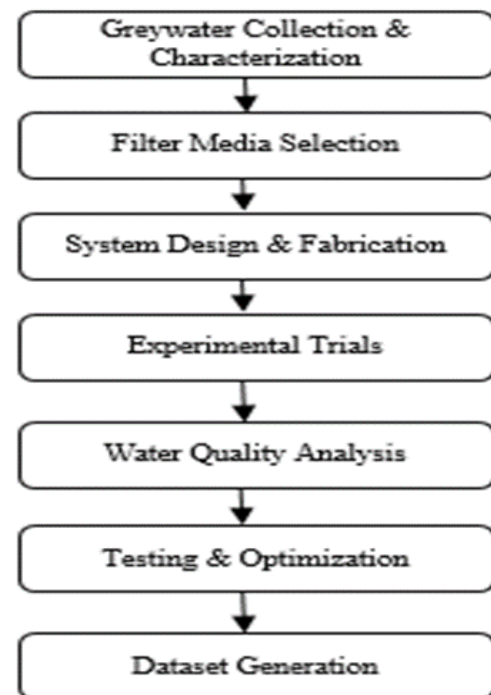 Greywater Collection &
Characterization
Filter Media Selection
System Design & Fabrication
Experimental Trials
Water Quality Analysis
Testing & Optimization
Dataset Generation